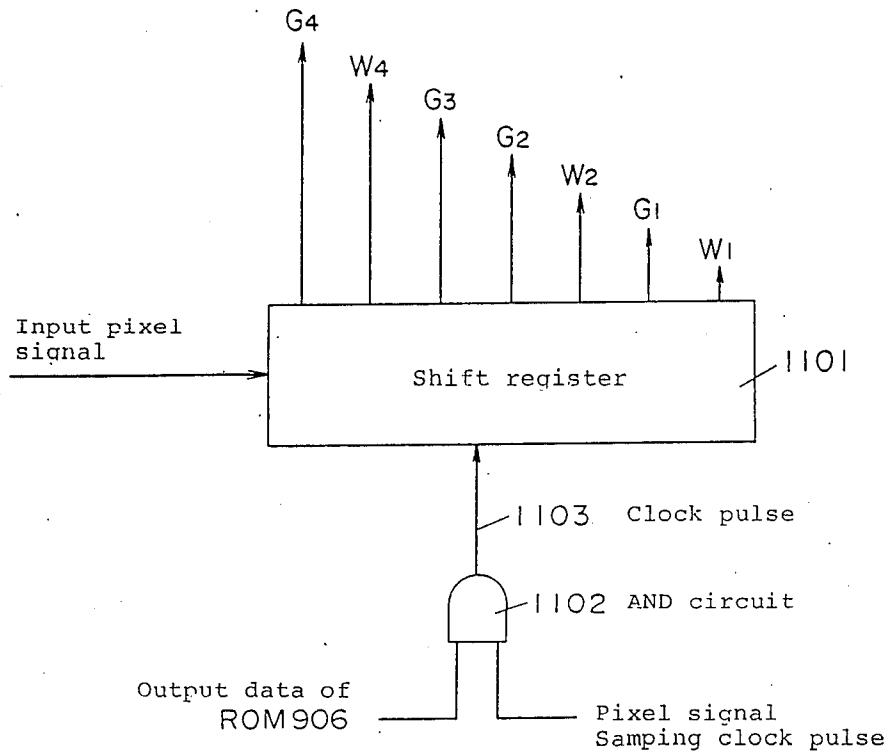 G4
W4
G3
G2
W2
G1
W1
Input pixel
signal
Shift register
1101
1103 Clock pulse
1102 AND circuit
Output data of
ROM906
Pixel signal
Samping clock pulse